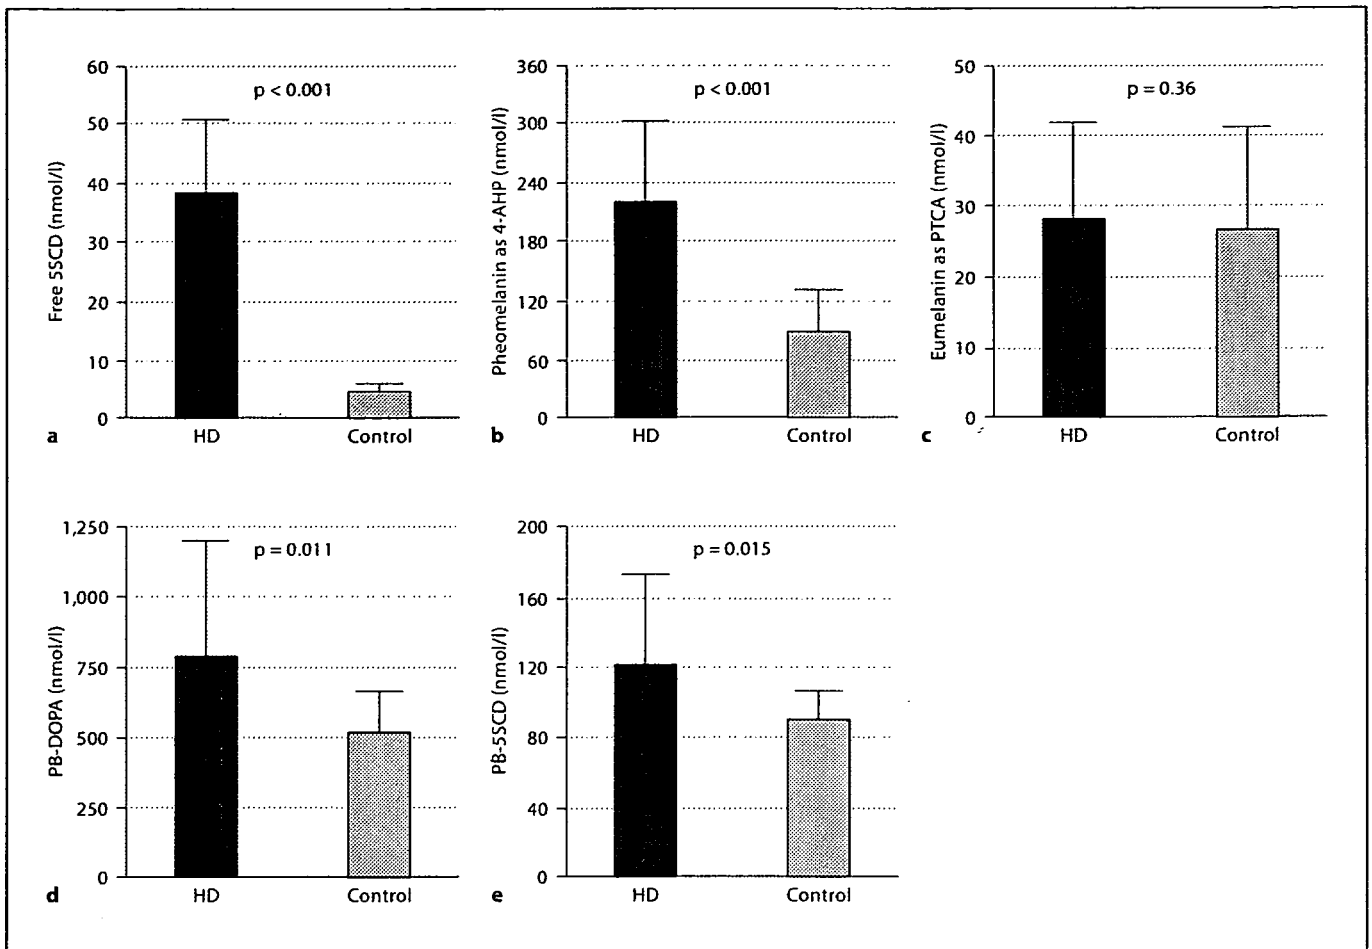 60
50
40
30
20
10
0
Free 5SCD (nmol/l)
p < 0.001
HD Control
a
360
300
240
180
120
60
0
Pheomelanin as 4-AHP (nmol/l)
p < 0.001
HD Control
b
50
40
30
20
10
0
Eumelanin as PTCA (nmol/l)
p = 0.36
HD Control
c
1,250
1,000
750
500
250
0
PB-DOPA (nmol/l)
p = 0.011
HD Control
d
200
160
120
80
40
0
PB-5SCD (nmol/l)
p = 0.015
HD Control
e